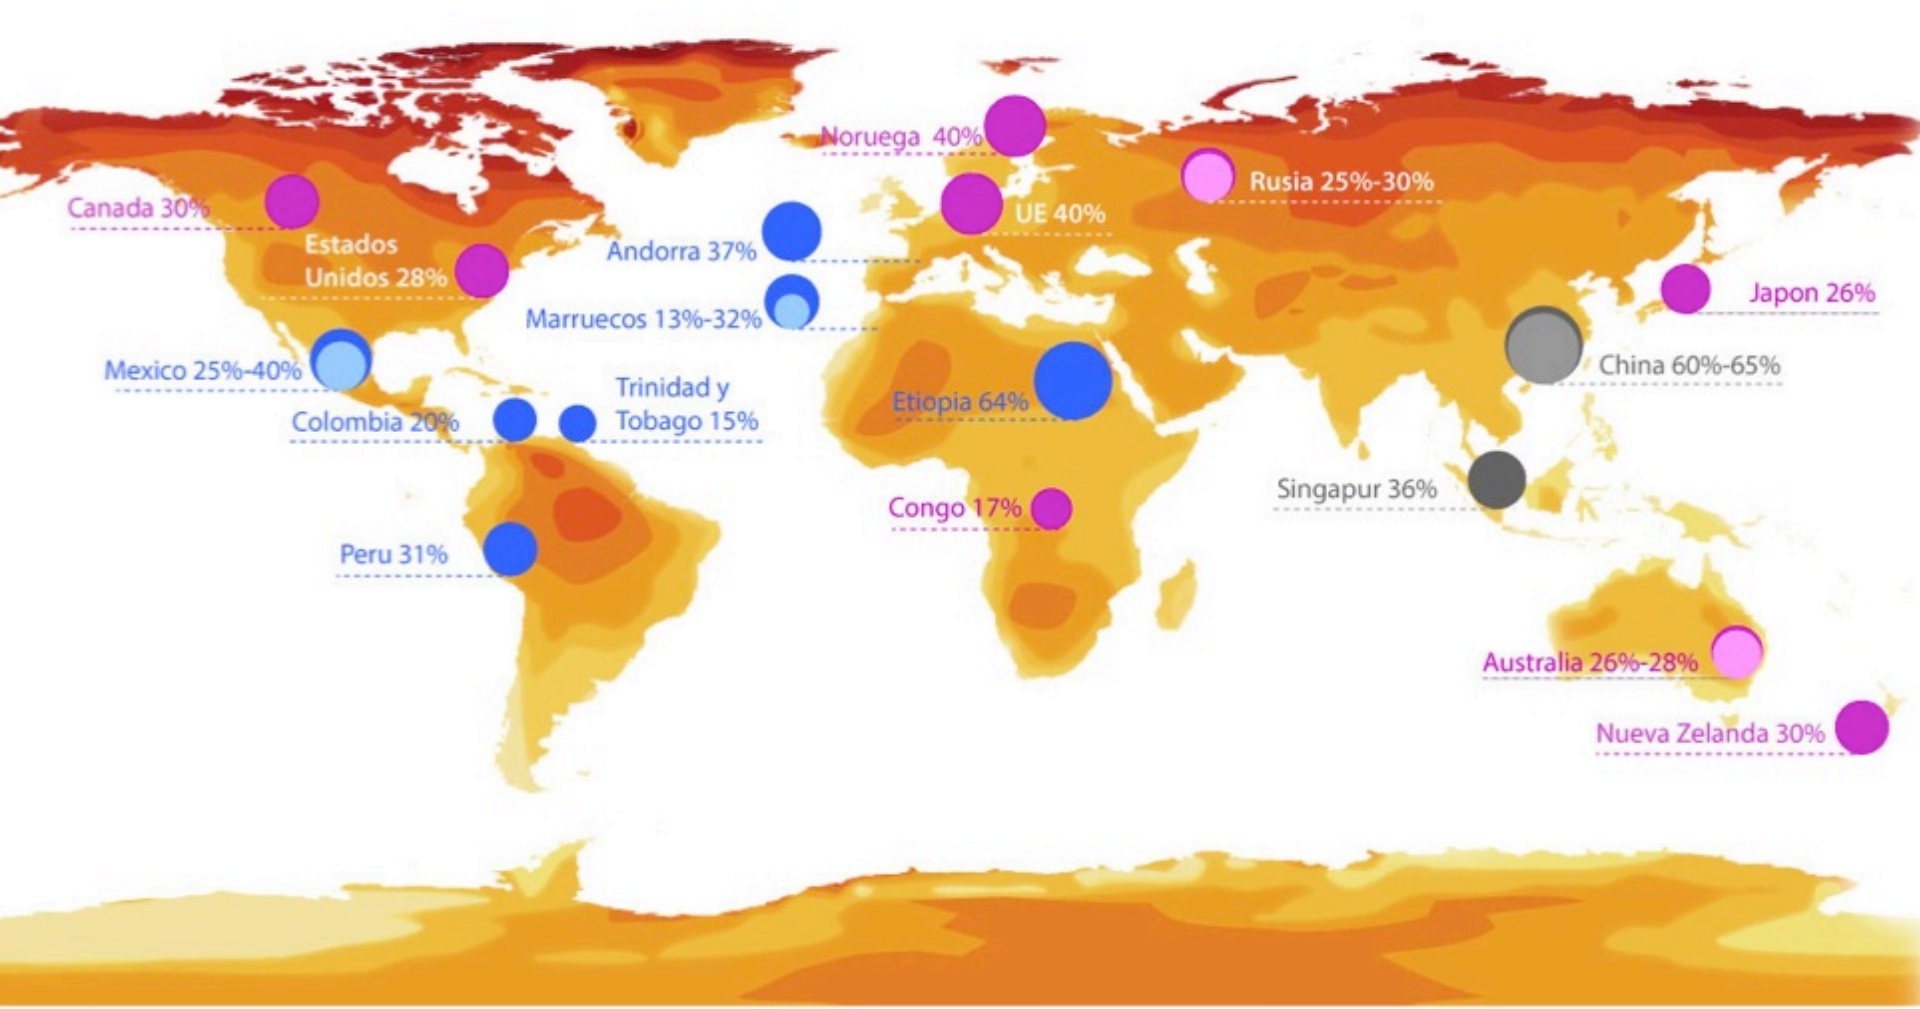 Noruega 40%
Rusia 25%-30%
Canada 30%
UE 40%
Estados
Unidos 28%
Andorra 37%
Japon 26%
Marruecos 13%-32%
Mexico 25%-40%
China 60%-65%
Trinidad y
Tobago 15%
Colombia 20%
Etiopia 64%
Singapur 36%
Congo 17%
Peru 31%
Australia 26%-28%
Nueva Zelanda 30%